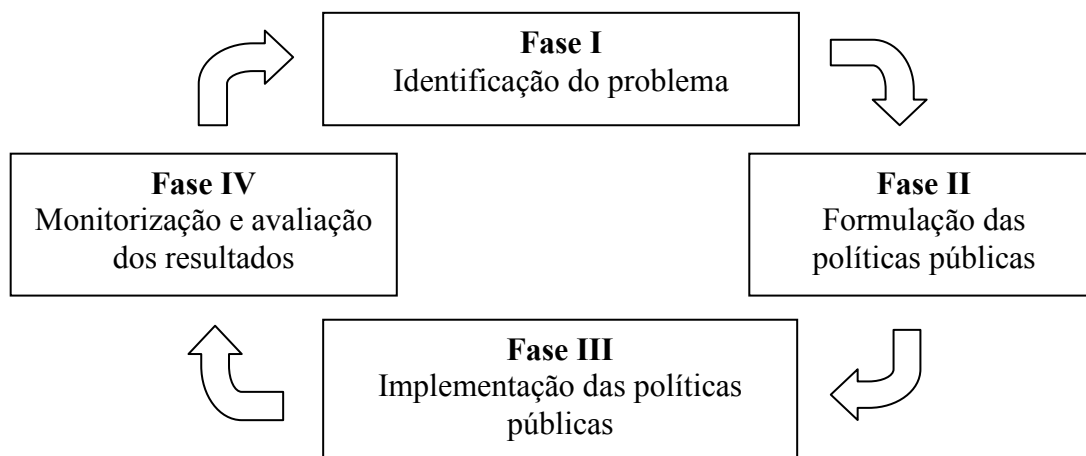 Fase I
Identificação do problema
Fase II
Formulação das
políticas públicas
Fase III
Implementação das políticas
públicas
Fase IV
Monitorização e avaliação
dos resultados